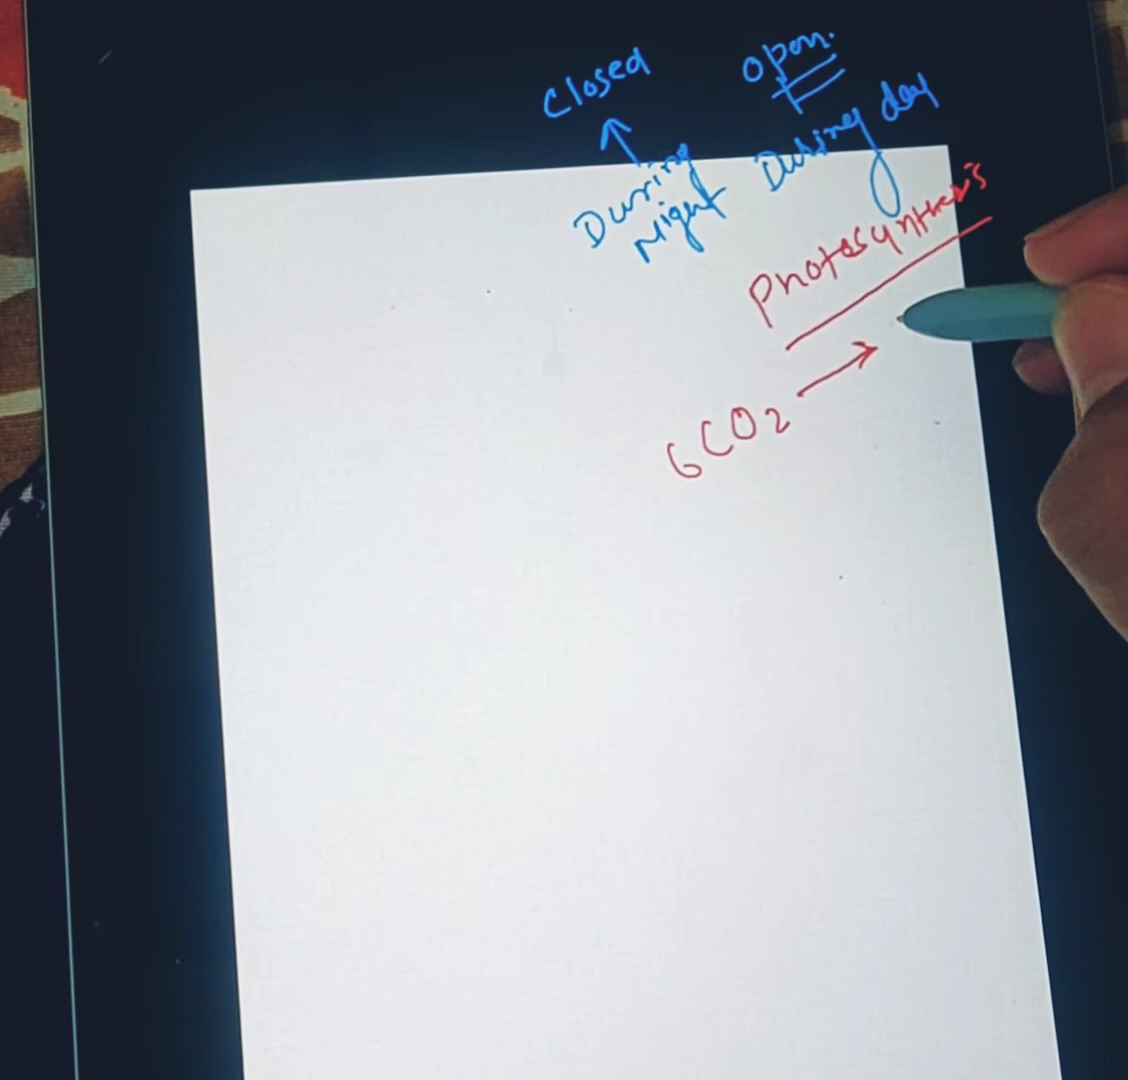 Closed
↑
During
Night
Open.
During day
Photosynthesis
6CO₂ →